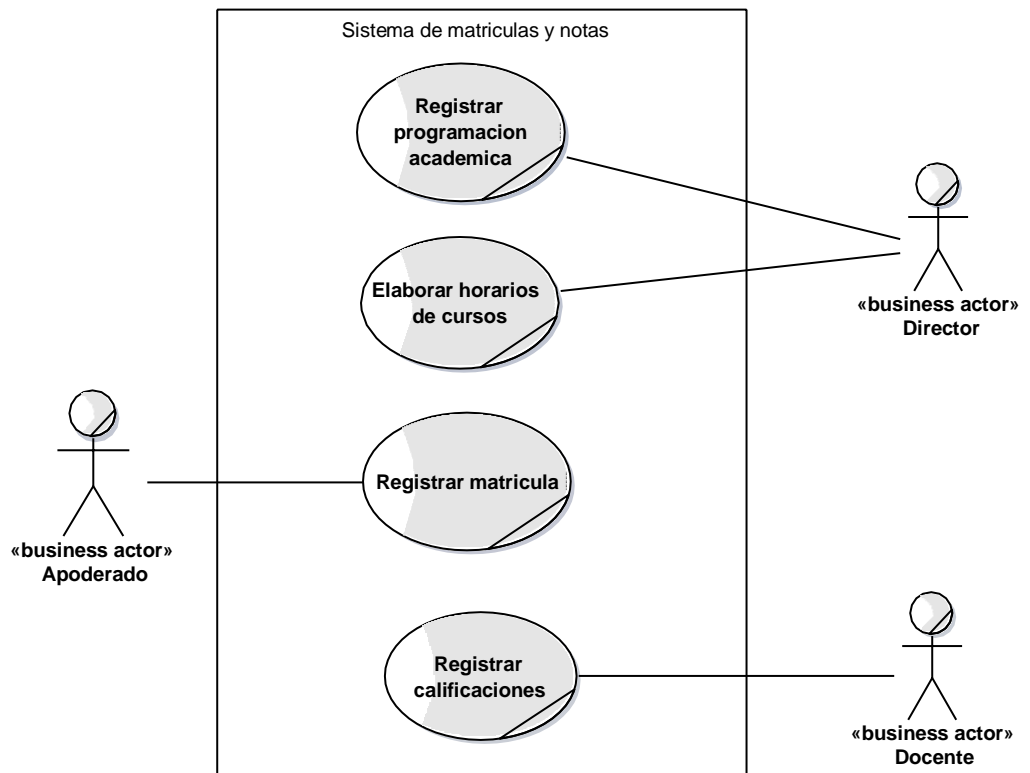 Sistema de matriculas y notas
Registrar
programacion
academica
«business actor»
Director
Elaborar horarios
de cursos
Registrar matricula
«business actor»
Apoderado
Registrar
calificaciones
«business actor»
Docente